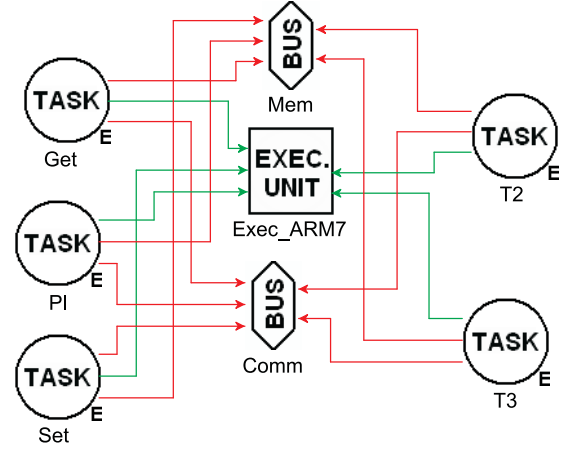 BUS
Mem
TASK
E
Get
EXEC.
UNIT
Exec_ARM7
TASK
E
T2
TASK
E
PI
BUS
Comm
TASK
E
T3
TASK
E
Set